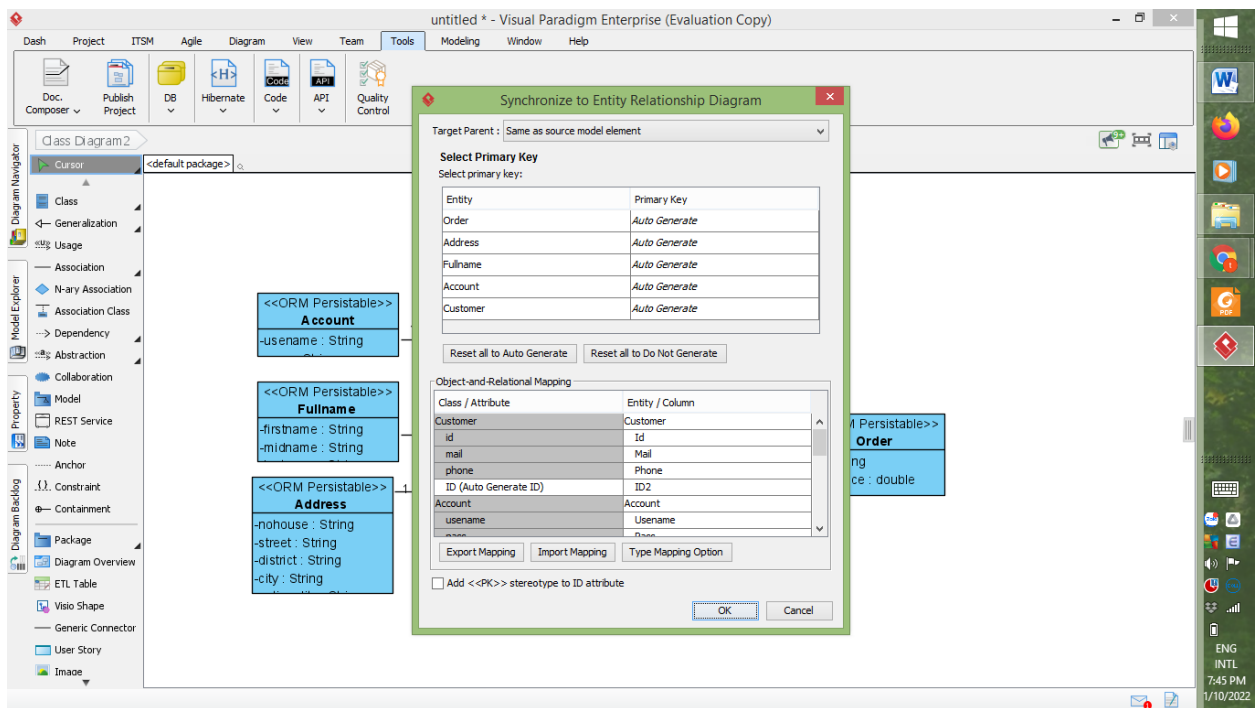 untitled * - Visual Paradigm Enterprise (Evaluation Copy)
Dash Project ITSM Agile Diagram View Team Tools Modeling Window Help
Doc. Composer
Publish Project
DB
Hibernate
Code
API
Quality Control
Class Diagram2
<default package>
Diagram Navigator
Model Explorer
Property
Diagram Backlog
Cursor
Class
Generalization
Usage
Association
N-ary Association
Association Class
Dependency
Abstraction
Collaboration
Model
REST Service
Note
Anchor
Constraint
Containment
Package
Diagram Overview
ETL Table
Visio Shape
Generic Connector
User Story
Image
<<ORM Persistable>>
Account
-usename : String
<<ORM Persistable>>
Fullname
-firstname : String
-midname : String
<<ORM Persistable>>
Address
-nohouse : String
-street : String
-district : String
-city : String
1
Synchronize to Entity Relationship Diagram
Target Parent : Same as source model element
Select Primary Key
Select primary key:
Entity Primary Key
Order Auto Generate
Address Auto Generate
Fullname Auto Generate
Account Auto Generate
Customer Auto Generate
Reset all to Auto Generate Reset all to Do Not Generate
Object-and-Relational Mapping
Class / Attribute Entity / Column
Customer Customer
id Id
mail Mail
phone Phone
ID (Auto Generate ID) ID2
Account Account
usename Usename
Export Mapping Import Mapping Type Mapping Option
Add <<PK>> stereotype to ID attribute
OK Cancel
Persistable>>
Order
ng
ce : double
ENG
INTL
7:45 PM
1/10/2022